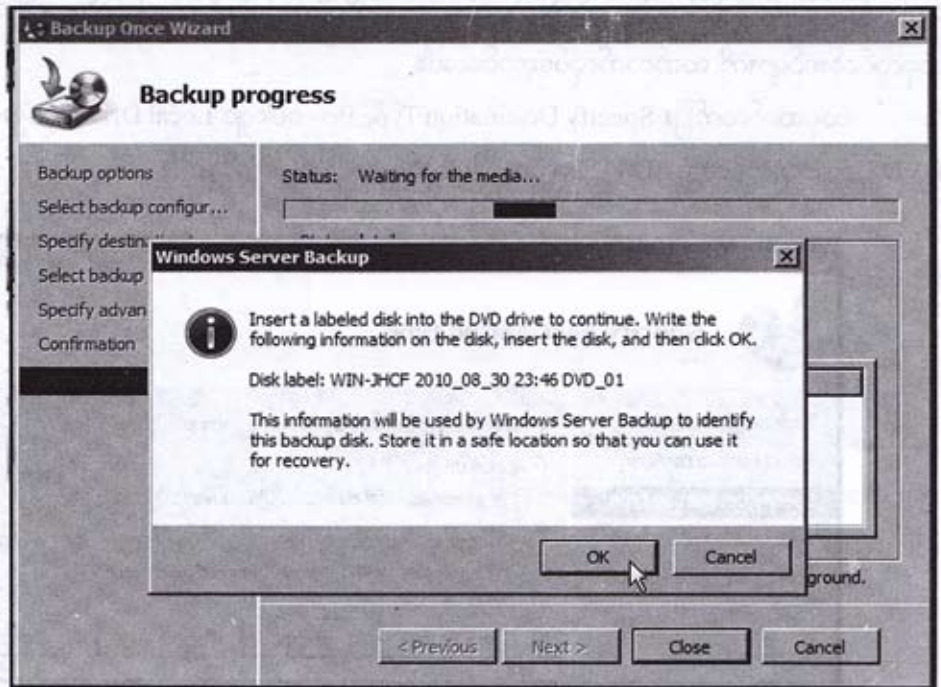 Backup Once Wizard
Backup progress
Backup options
Select backup configur...
Specify destin
Select backup
Specify advan
Confirmation
Status: Waiting for the media...
Windows Server Backup
Insert a labeled disk into the DVD drive to continue. Write the
following information on the disk, insert the disk, and then click OK.
Disk label: WIN-JHCF 2010_08_30 23:46 DVD_01
This information will be used by Windows Server Backup to identify
this backup disk. Store it in a safe location so that you can use it
for recovery.
OK
Cancel
ground.
< Previous
Next >
Close
Cancel